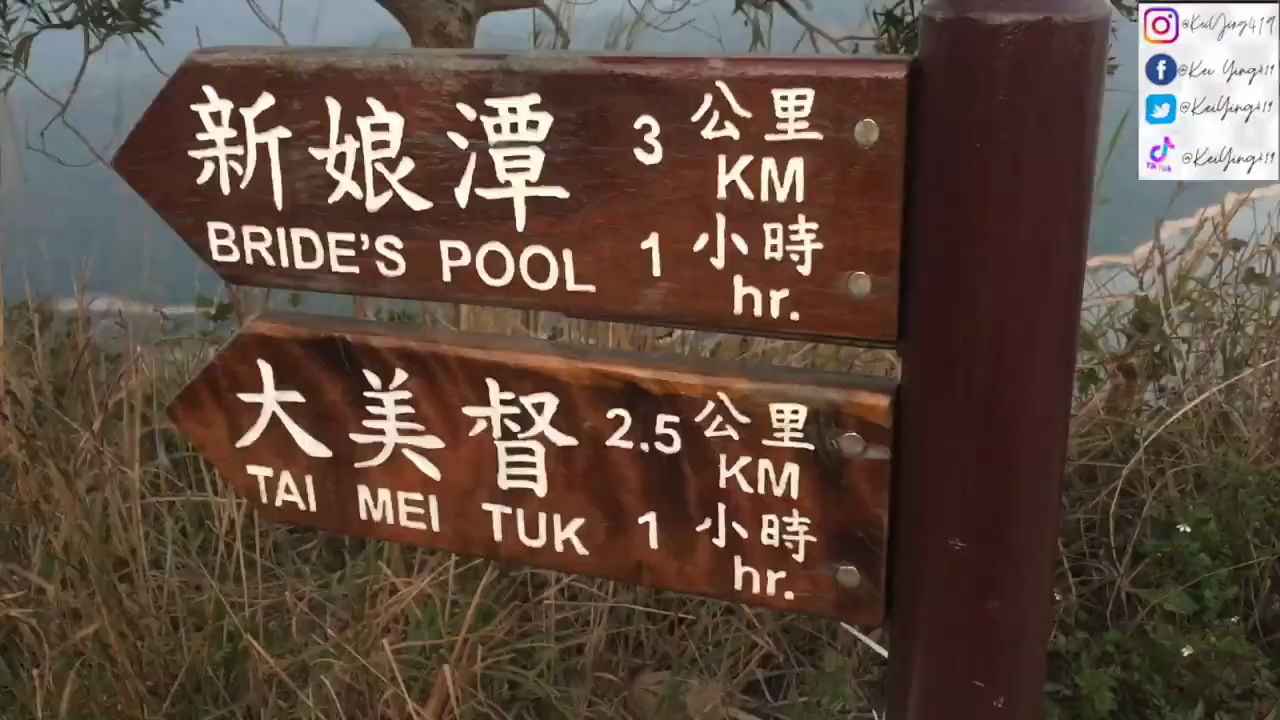 新娘潭 3 公里
KM
BRIDE'S POOL 1 小時
hr.
大美督 2.5 公里
KM
TAI MEI TUK 1 小時
hr.
@KeiYing419
@Kei Ying419
@KeiYing419
@KeiYing419